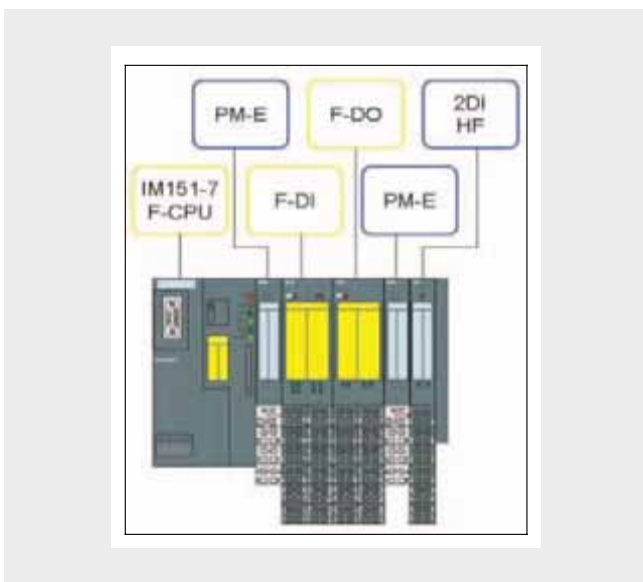 PM-E
F-DO
2DI
HF
IM151-7
F-CPU
F-DI
PM-E